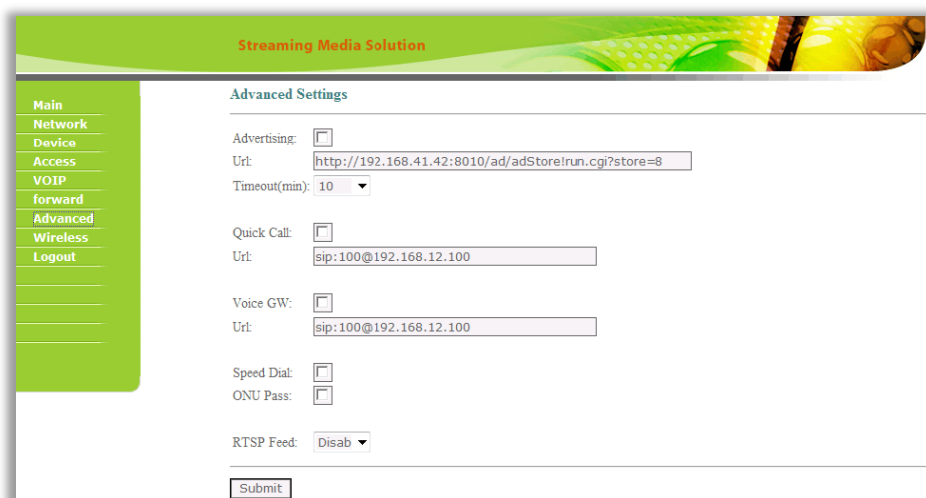 Streaming Media Solution
Main
Network
Device
Access
VOIP
forward
Advanced
Wireless
Logout
Advanced Settings
Advertising:
Url: http://192.168.41.42:8010/ad/adStore!run.cgi?store=8
Timeout(min): 10
Quick Call:
Url: sip:100@192.168.12.100
Voice GW:
Url: sip:100@192.168.12.100
Speed Dial:
ONU Pass:
RTSP Feed: Disab
Submit